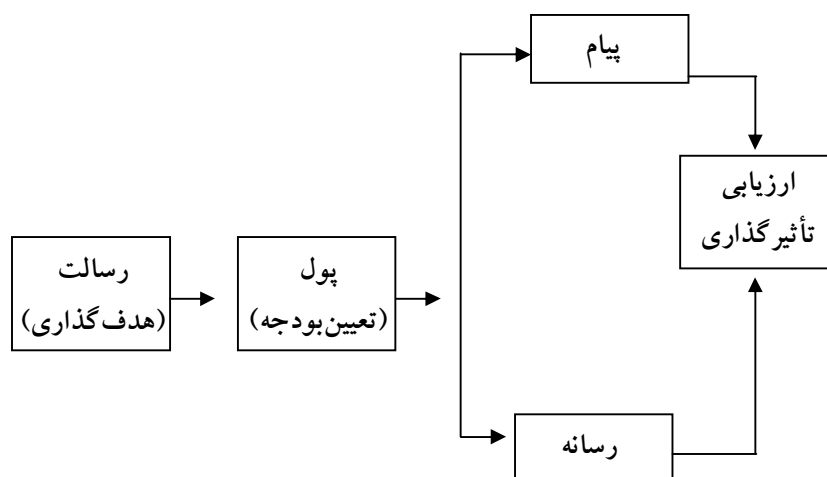 رسالت
(هدف‌گذاری)
پول
(تعیین‌بودجه)
پیام
رسانه
ارزیابی
تأثیرگذاری